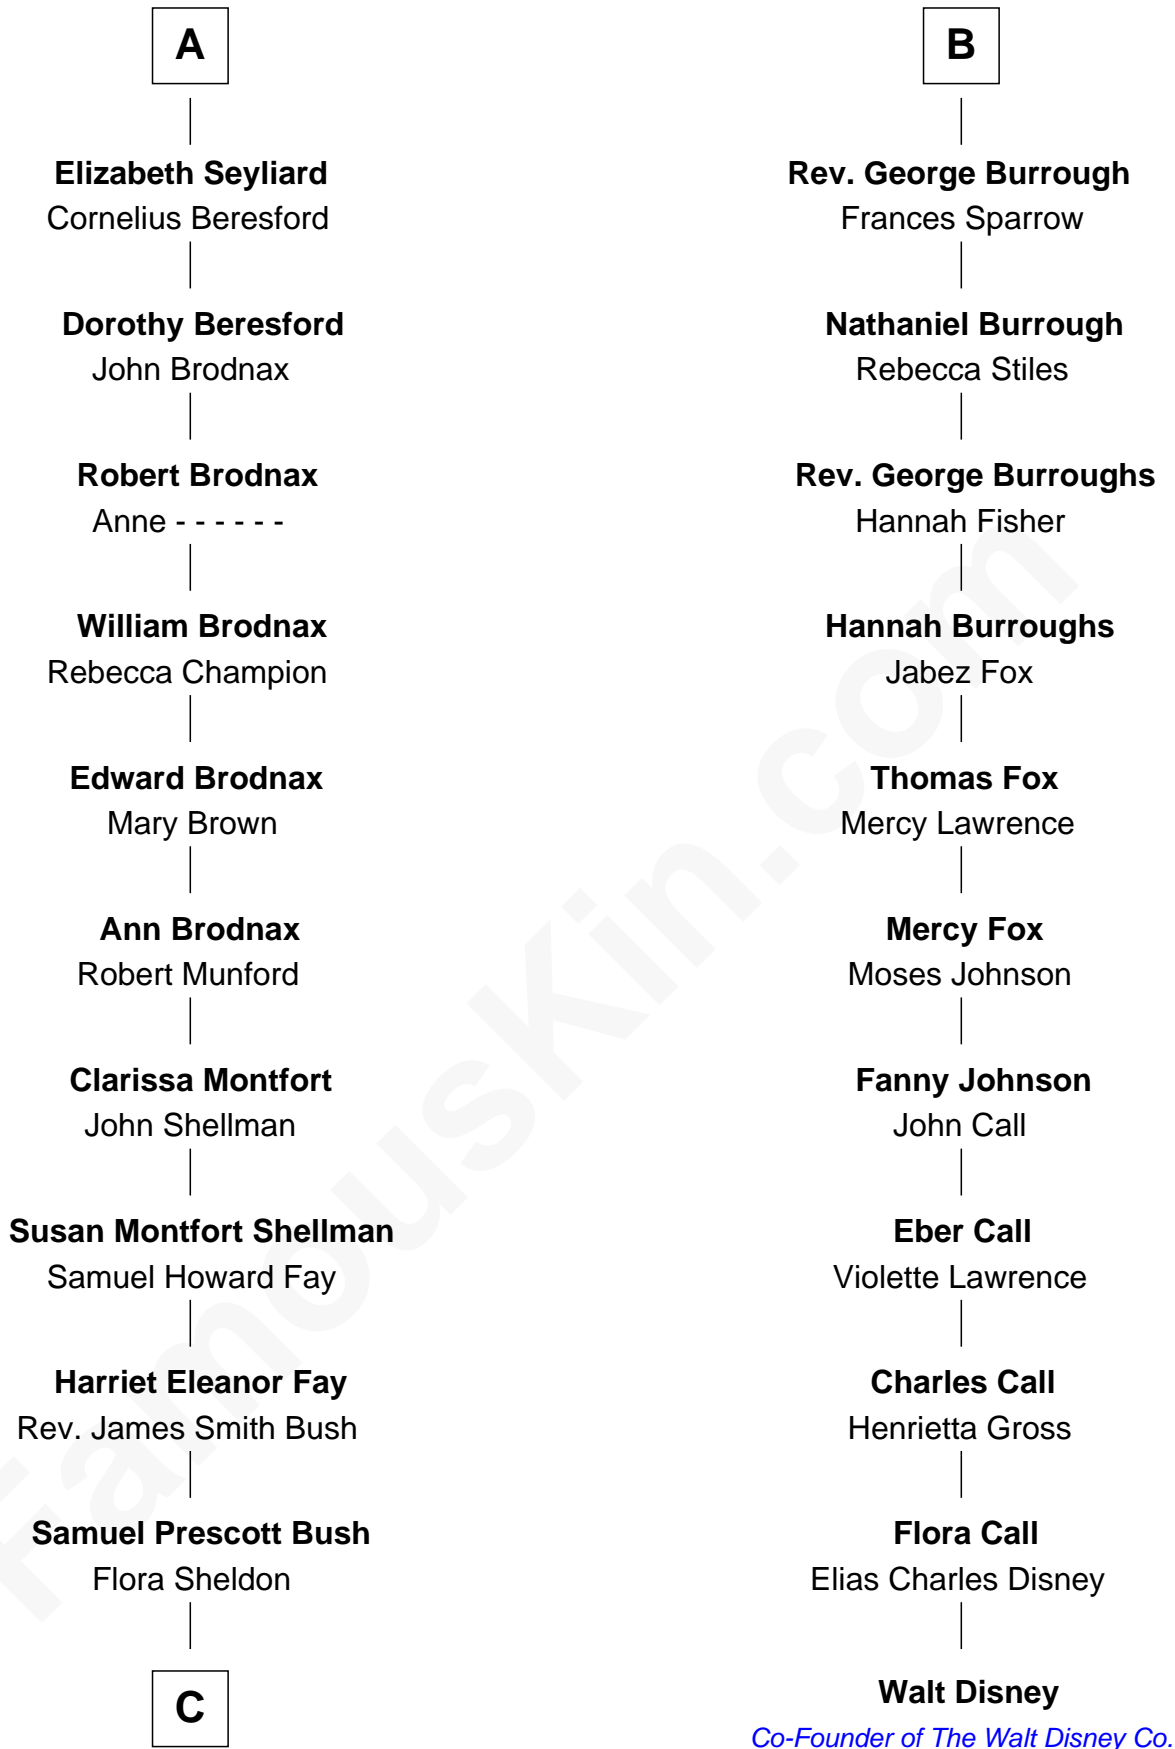 A
Elizabeth Seyliard
Cornelius Beresford
Dorothy Beresford
John Brodnax
Robert Brodnax
Anne - - - - - -
William Brodnax
Rebecca Champion
Edward Brodnax
Mary Brown
Ann Brodnax
Robert Munford
Clarissa Montfort
John Shellman
Susan Montfort Shellman
Samuel Howard Fay
Harriet Eleanor Fay
Rev. James Smith Bush
Samuel Prescott Bush
Flora Sheldon
C
B
Rev. George Burrough
Frances Sparrow
Nathaniel Burrough
Rebecca Stiles
Rev. George Burroughs
Hannah Fisher
Hannah Burroughs
Jabez Fox
Thomas Fox
Mercy Lawrence
Mercy Fox
Moses Johnson
Fanny Johnson
John Call
Eber Call
Violette Lawrence
Charles Call
Henrietta Gross
Flora Call
Elias Charles Disney
Walt Disney
Co-Founder of The Walt Disney Co.
FamousKin.com